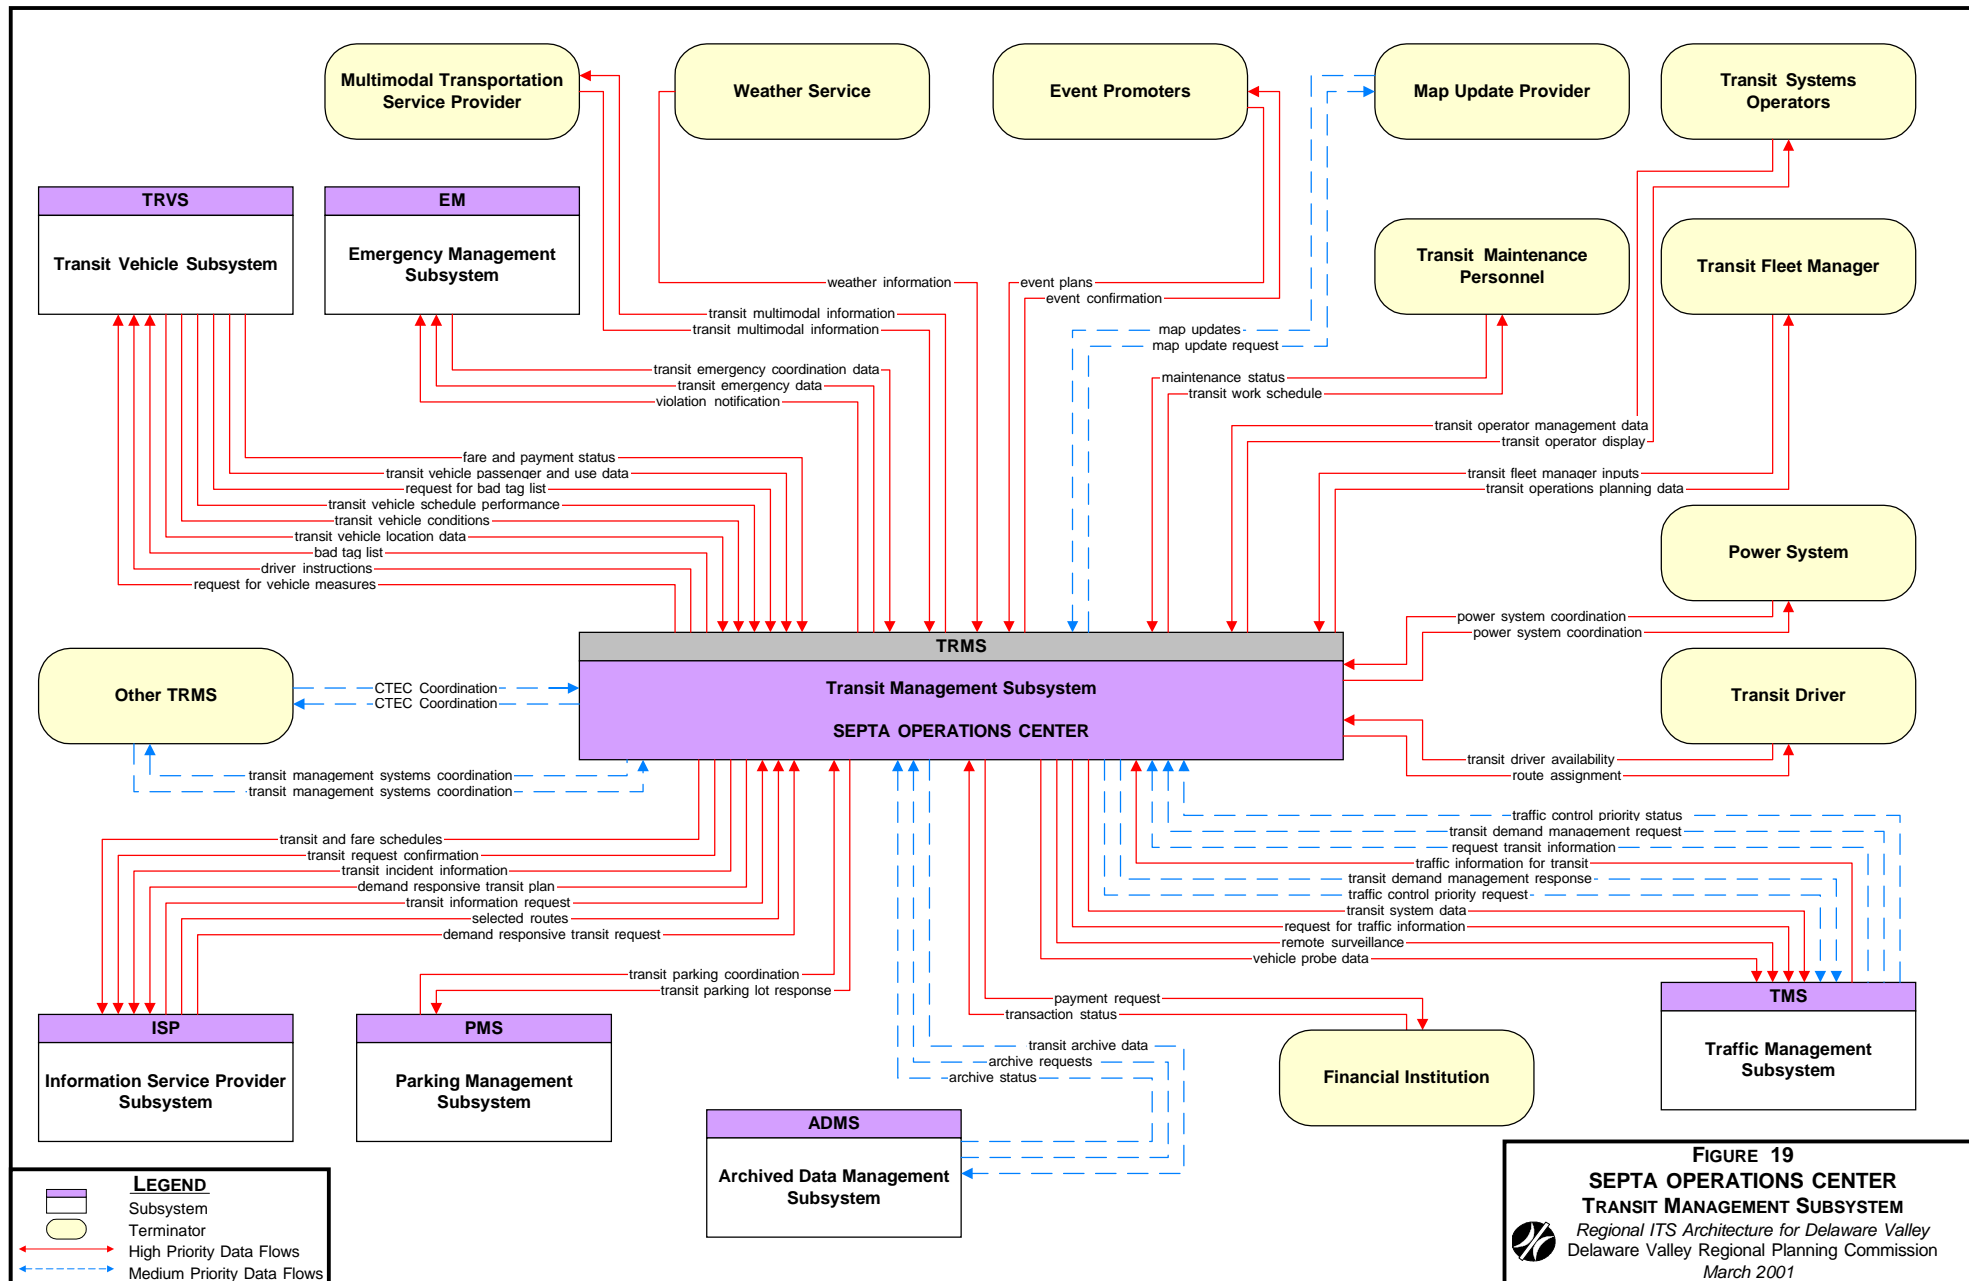 Multimodal Transportation
Service Provider
Weather Service
Event Promoters
Map Update Provider
Transit Systems
Operators
TRVS
Transit Vehicle Subsystem
EM
Emergency Management
Subsystem
Transit Maintenance
Personnel
Transit Fleet Manager
weather information
event plans
event confirmation
transit multimodal information
transit multimodal information
map updates
map update request
transit emergency coordination data
transit emergency data
violation notification
maintenance status
transit work schedule
transit operator management data
transit operator display
fare and payment status
transit vehicle passenger and use data
request for bad tag list
transit vehicle schedule performance
transit vehicle conditions
transit vehicle location data
bad tag list
driver instructions
request for vehicle measures
transit fleet manager inputs
transit operations planning data
Power System
power system coordination
power system coordination
TRMS
Transit Management Subsystem
SEPTA OPERATIONS CENTER
Other TRMS
CTEC Coordination
CTEC Coordination
Transit Driver
transit driver availability
route assignment
transit management systems coordination
transit management systems coordination
transit and fare schedules
transit request confirmation
transit incident information
demand responsive transit plan
transit information request
selected routes
demand responsive transit request
traffic control priority status
transit demand management request
request transit information
traffic information for transit
transit demand management response
traffic control priority request
transit system data
request for traffic information
remote surveillance
vehicle probe data
transit parking coordination
transit parking lot response
payment request
transaction status
transit archive data
archive requests
archive status
ISP
Information Service Provider
Subsystem
PMS
Parking Management
Subsystem
ADMS
Archived Data Management
Subsystem
Financial Institution
TMS
Traffic Management
Subsystem
LEGEND
Subsystem
Terminator
High Priority Data Flows
Medium Priority Data Flows
FIGURE 19
SEPTA OPERATIONS CENTER
TRANSIT MANAGEMENT SUBSYSTEM
Regional ITS Architecture for Delaware Valley
Delaware Valley Regional Planning Commission
March 2001